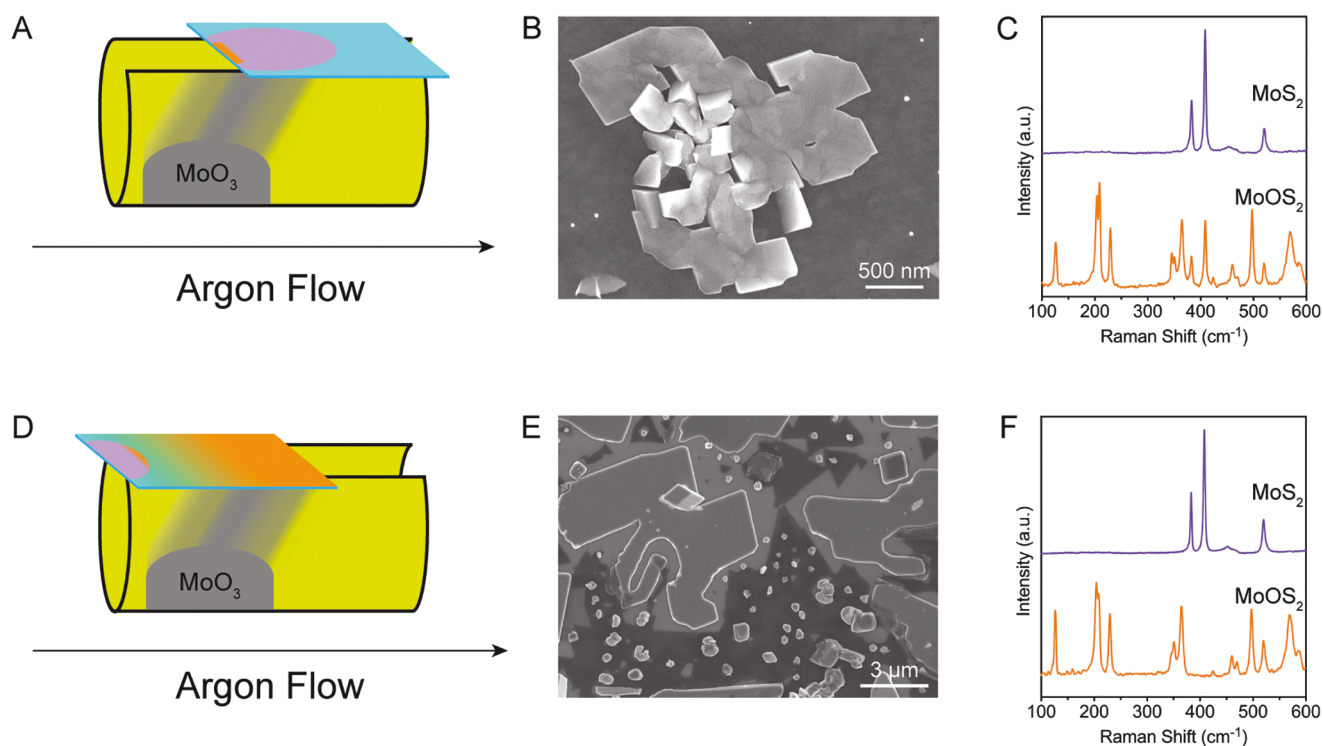 A
MoO₃
Argon Flow
B
500 nm
C
Intensity (a.u.)
MoS₂
MoOS₂
100 200 300 400 500 600
Raman Shift (cm⁻¹)
D
MoO₃
Argon Flow
E
3 µm
F
Intensity (a.u.)
MoS₂
MoOS₂
100 200 300 400 500 600
Raman Shift (cm⁻¹)